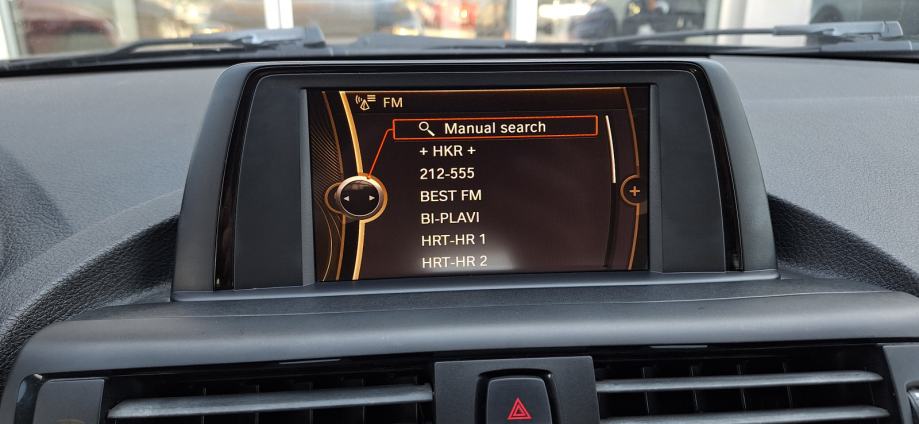 FM
Manual search
+ HKR +
212-555
BEST FM
BI-PLAVI
HRT-HR 1
HRT-HR 2
+